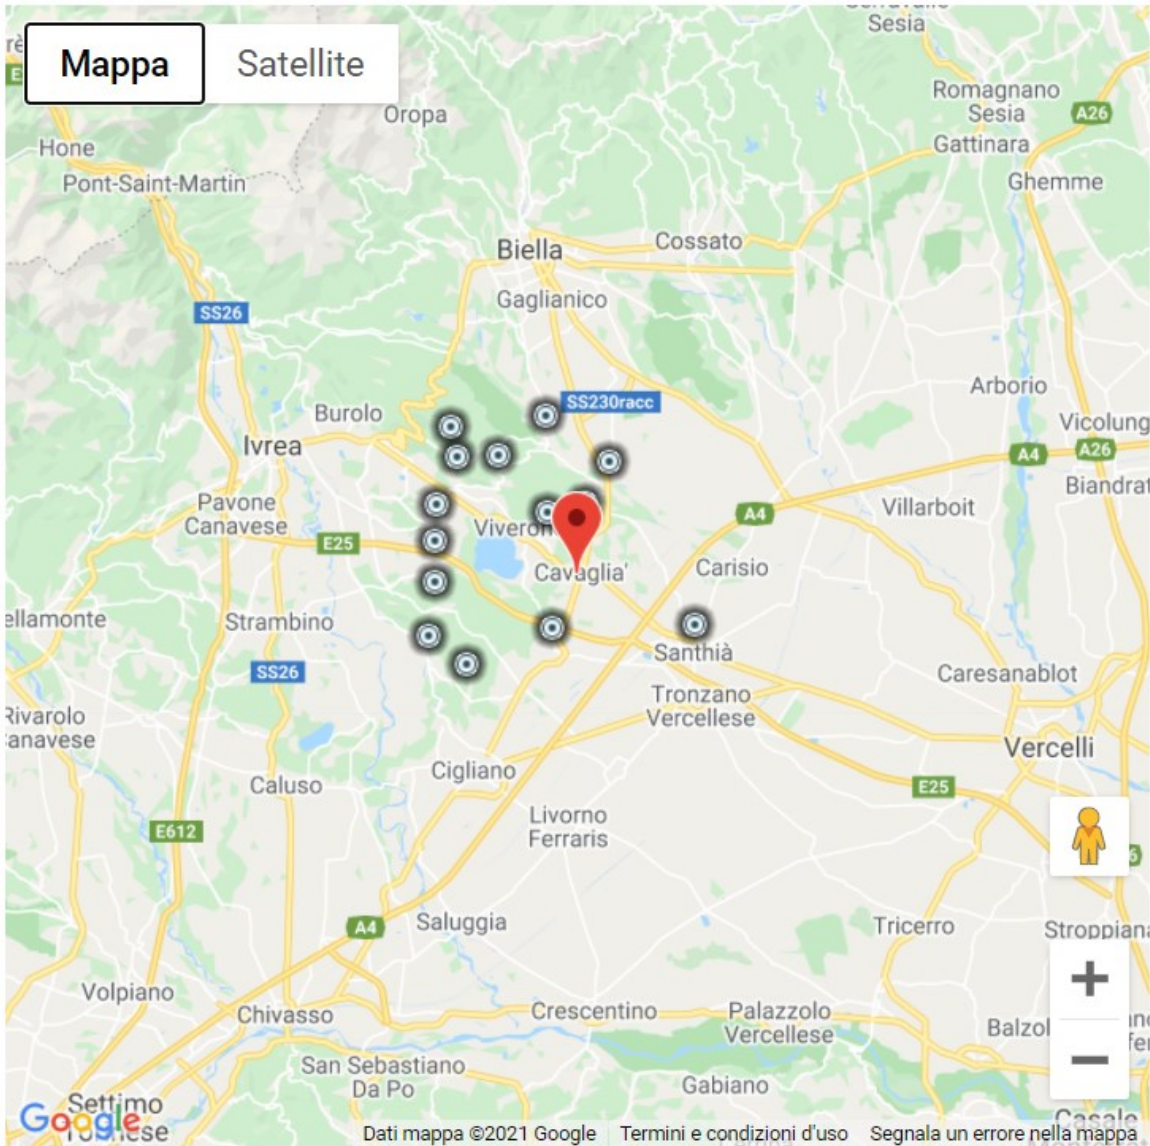 Sesia
Mappa
Satellite
Oropa
Romagnano
Sesia
A26
Hone
Gattinara
Pont-Saint-Martin
Ghemme
Biella
Cossato
Gaglianico
SS26
Arborio
SS230racc
Burolo
Vicolung
Ivrea
A4
A26
Biandrat
Pavone
Canavese
Villarboit
A4
Viveron
E25
Cavaglia'
Carisio
ellamonte
Strambino
Santhià
SS26
Caresanablot
Tronzano
Vercellese
Rivarolo
Canavese
Vercelli
Cigliano
Caluso
E25
Livorno
Ferraris
E612
6
Saluggia
A4
Tricerro
Stroppiana
Volpiano
Chivasso
Crescentino
Palazzolo
Vercellese
Balzol
San Sebastiano
Da Po
Gabiano
Settimo
Google
Casale
Dati mappa ©2021 Google
Termini e condizioni d'uso
Segnala un errore nella mappa